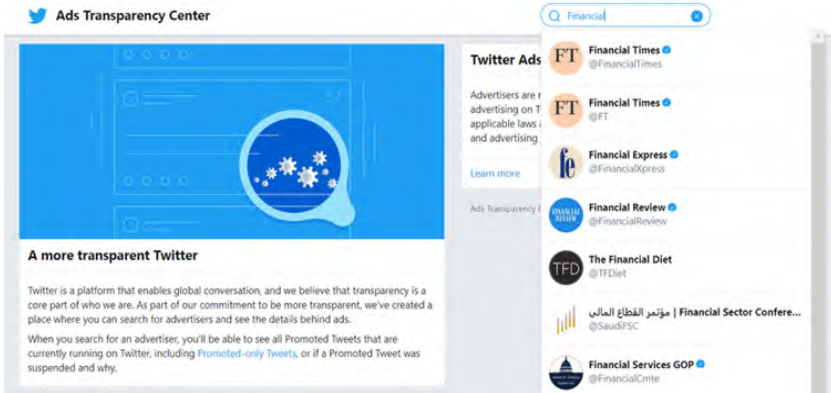 Ads Transparency Center
Financial
A more transparent Twitter
Twitter is a platform that enables global conversation, and we believe that transparency is a
core part of who we are. As part of our commitment to be more transparent, we've created a
place where you can search for advertisers and see the details behind ads.
When you search for an advertiser, you'll be able to see all Promoted Tweets that are
currently running on Twitter, including Promoted-only Tweets, or if a Promoted Tweet was
suspended and why.
Twitter Ads
Advertisers are r
advertising on T
applicable laws a
and advertising
Learn more
Ads Transparency C
FT
Financial Times
@FinancialTimes
FT
Financial Times
@FT
fe
Financial Express
@FinancialXpress
FINANCIAL
REVIEW
Financial Review
@FinancialReview
TFD
The Financial Diet
@TFDiet
مؤتمر القطاع المالي | Financial Sector Confere...
@SaudiFSC
Financial Services GOP
@FinancialCmte